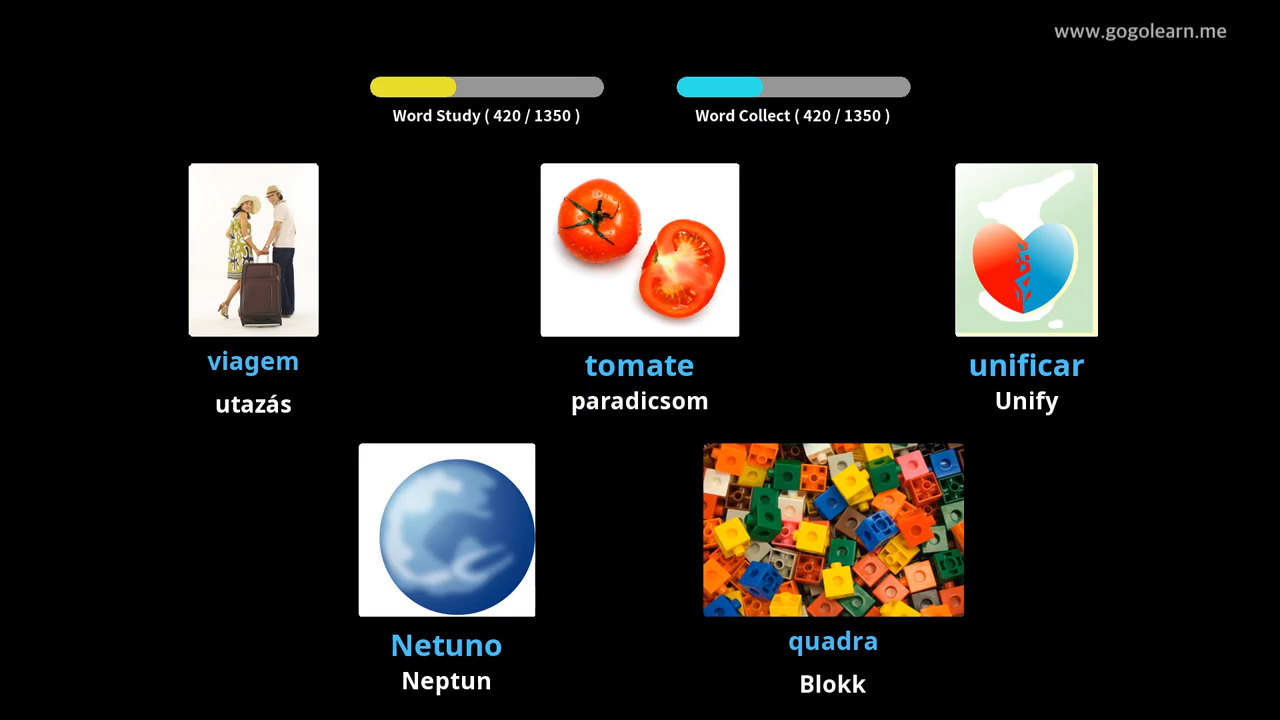 www.gogolearn.me
Word Study ( 420 / 1350 )
Word Collect ( 420 / 1350 )
viagem
utazás
tomate
paradicsom
unificar
Unify
Netuno
Neptun
quadra
Blokk